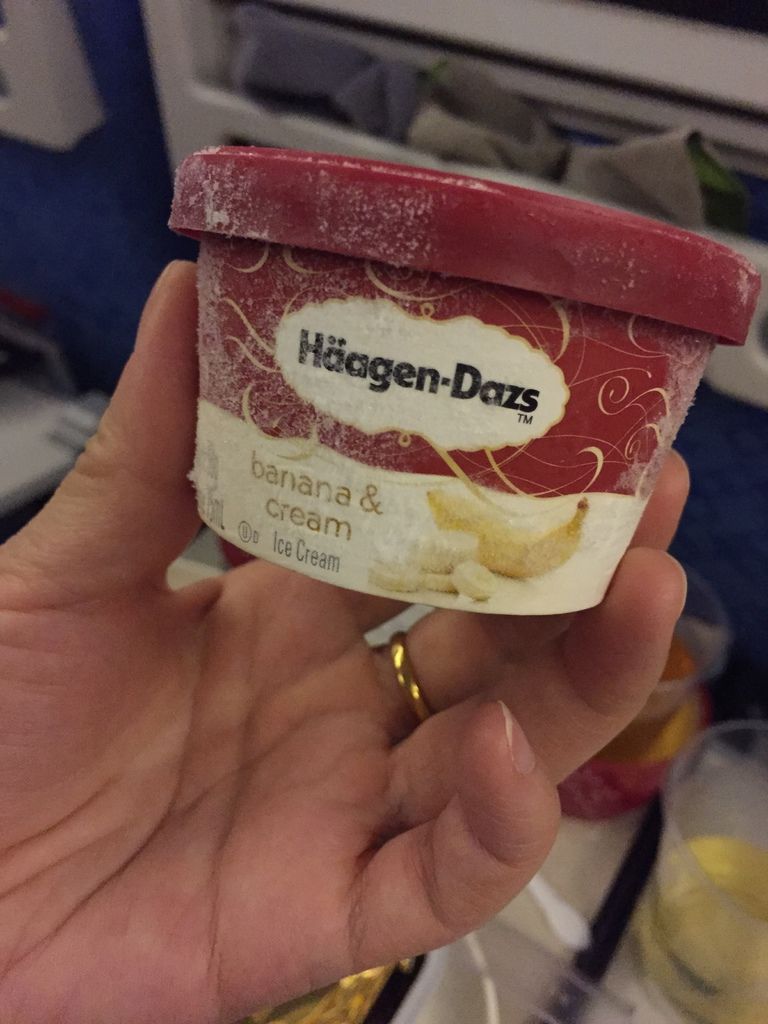 Häagen-Dazs
TM
banana &
cream
Ice Cream
U D